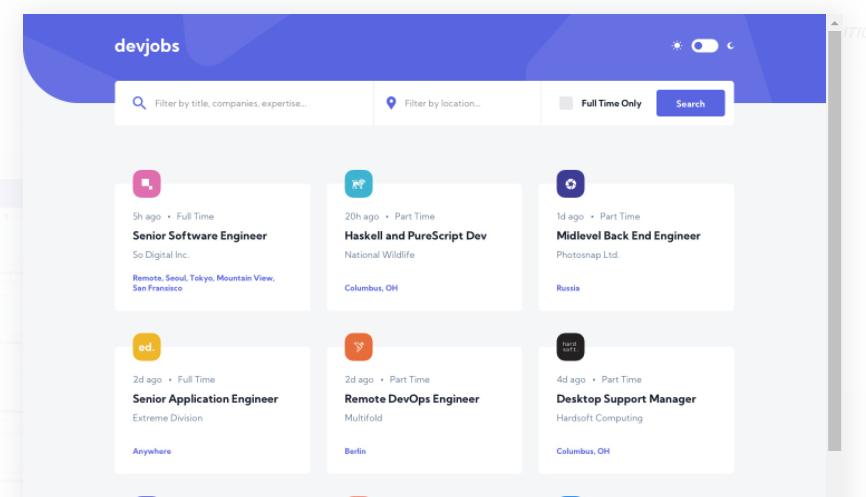 devjobs
Filter by title, companies, expertise...
Filter by location...
Full Time Only
Search
5h ago • Full Time
Senior Software Engineer
So Digital Inc.
Remote, Seoul, Tokyo, Mountain View,
San Fransisco
20h ago • Part Time
Haskell and PureScript Dev
National Wildlife
Columbus, OH
1d ago • Part Time
Midlevel Back End Engineer
Photosnap Ltd.
Russia
ed.
2d ago • Full Time
Senior Application Engineer
Extreme Division
Anywhere
2d ago • Part Time
Remote DevOps Engineer
Multifold
Berlin
hard
soft
4d ago • Part Time
Desktop Support Manager
Hardsoft Computing
Columbus, OH